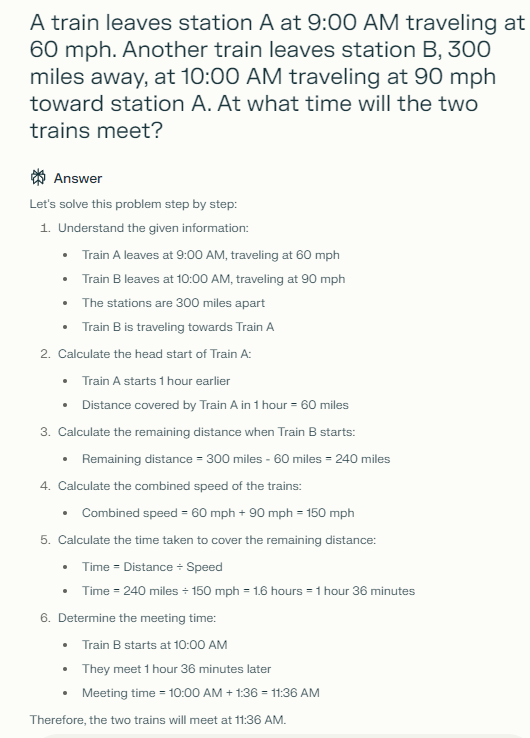 A train leaves station A at 9:00 AM traveling at
60 mph. Another train leaves station B, 300
miles away, at 10:00 AM traveling at 90 mph
toward station A. At what time will the two
trains meet?
Answer
Let's solve this problem step by step:
1. Understand the given information:
• Train A leaves at 9:00 AM, traveling at 60 mph
• Train B leaves at 10:00 AM, traveling at 90 mph
• The stations are 300 miles apart
• Train B is traveling towards Train A
2. Calculate the head start of Train A:
• Train A starts 1 hour earlier
• Distance covered by Train A in 1 hour = 60 miles
3. Calculate the remaining distance when Train B starts:
• Remaining distance = 300 miles - 60 miles = 240 miles
4. Calculate the combined speed of the trains:
• Combined speed = 60 mph + 90 mph = 150 mph
5. Calculate the time taken to cover the remaining distance:
• Time = Distance ÷ Speed
• Time = 240 miles ÷ 150 mph = 1.6 hours = 1 hour 36 minutes
6. Determine the meeting time:
• Train B starts at 10:00 AM
• They meet 1 hour 36 minutes later
• Meeting time = 10:00 AM + 1:36 = 11:36 AM
Therefore, the two trains will meet at 11:36 AM.